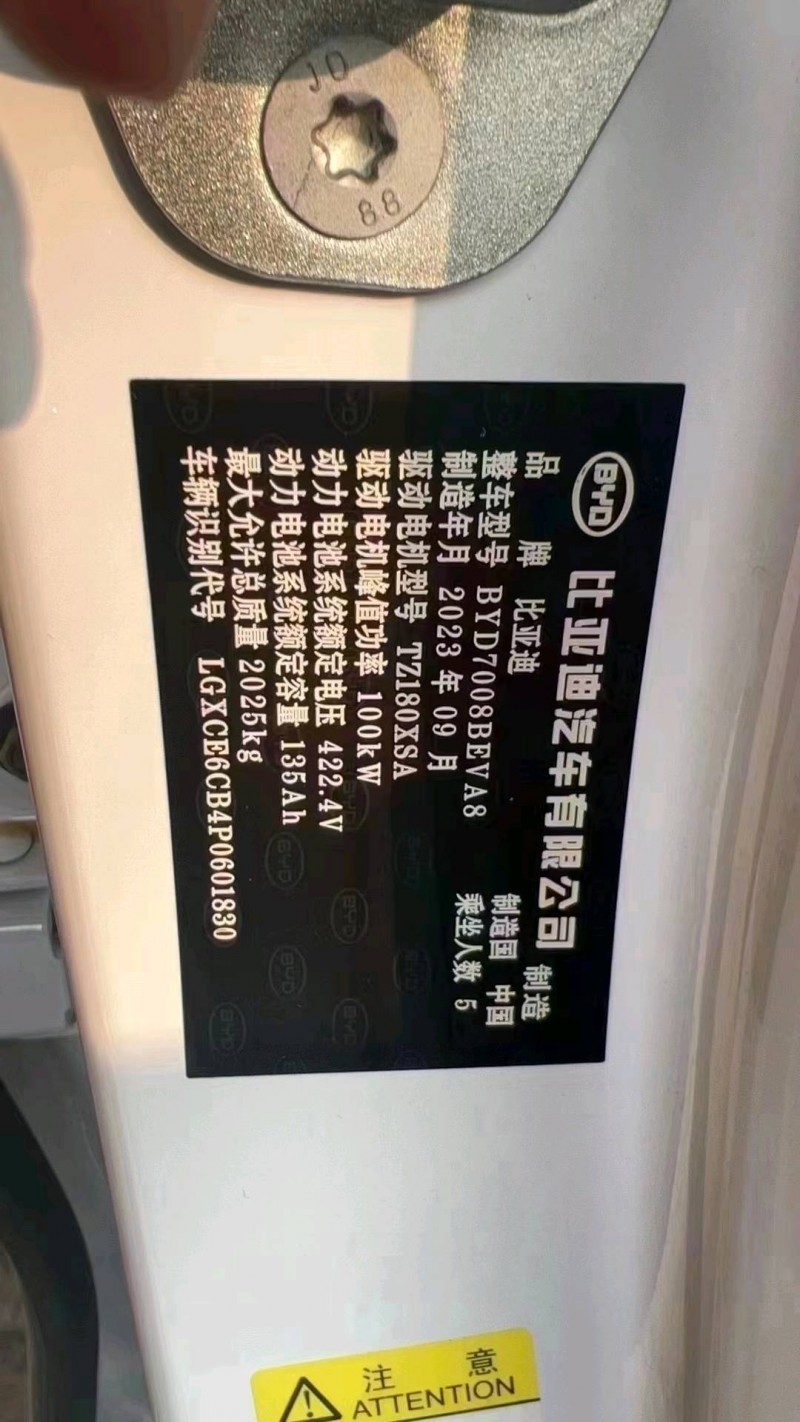 JO
88
BYD 比亚迪汽车有限公司 制造
品 牌 比亚迪 制造国 中国
整车型号 BYD7008BEVA8 乘坐人数 5
制造年月 2023 年 09 月
驱动电机型号 TZ180XSA
驱动电机峰值功率 100kW
动力电池系统额定电压 422.4V
动力电池系统额定容量 135Ah
最大允许总质量 2025kg
车辆识别代号 LGXCE6CB4P0601830
注 意
ATTENTION